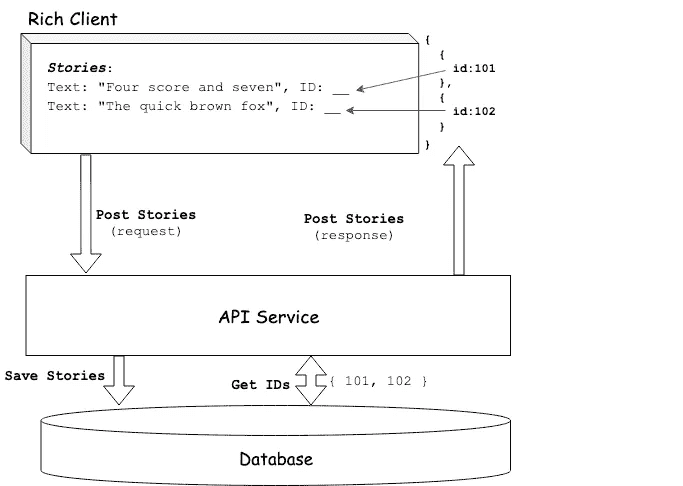 Rich Client
{
Stories:
{
Text: "Four score and seven", ID: __
id:101
},
Text: "The quick brown fox", ID: __
{
id:102
}
}
Post Stories
(request)
Post Stories
(response)
API Service
Save Stories
Get IDs
{ 101, 102 }
Database